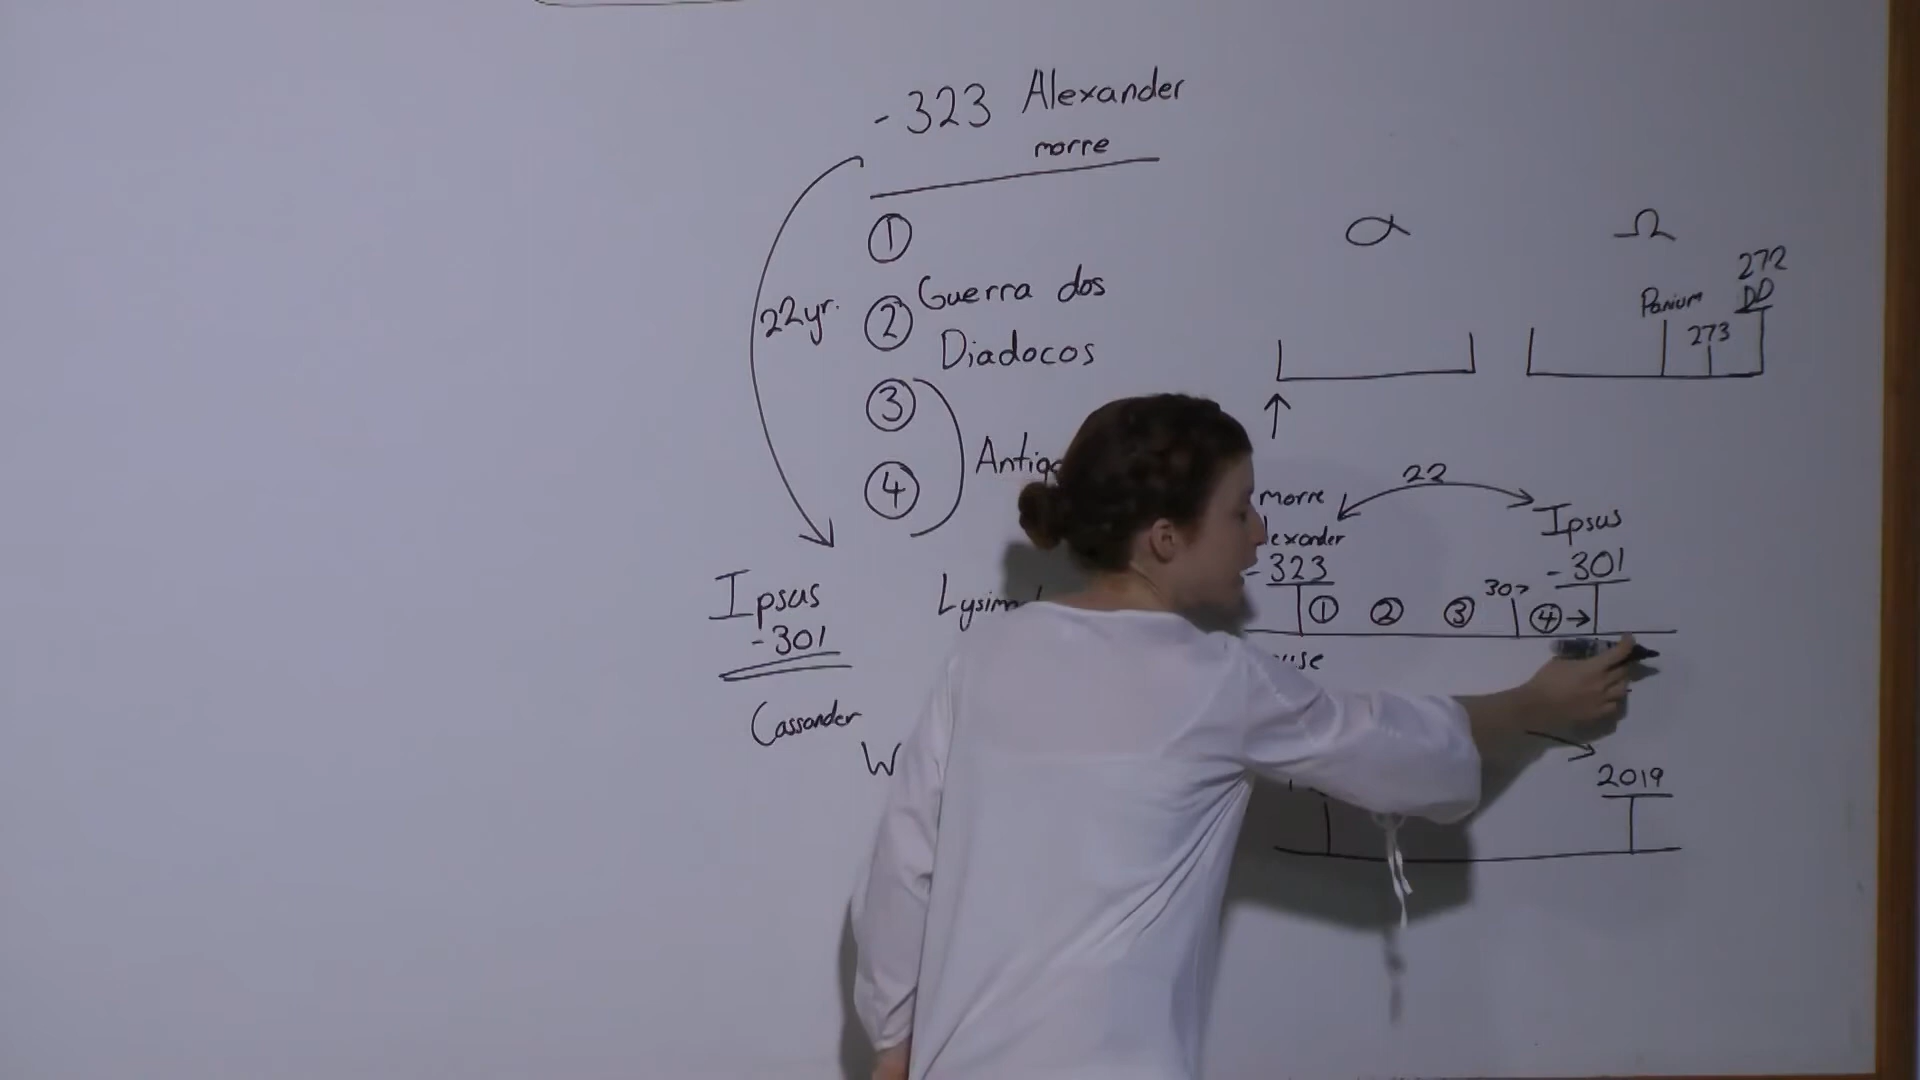 -323 Alexander
morre
①
22yr.
② Guerra dos
Diadocos
③
④
Ipsus
-301
Cassander
α
Ω
272
DD
Panium
273
22
morre
Ipsus
-323
-301
① ② ③ 307 ④→
2019